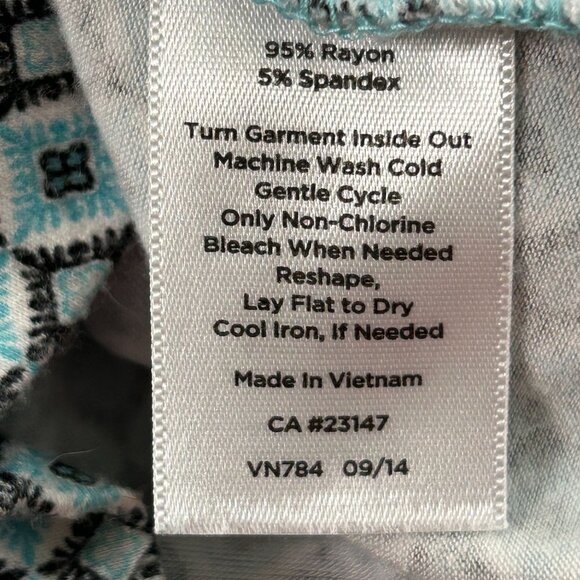 95% Rayon
5% Spandex
Turn Garment Inside Out
Machine Wash Cold
Gentle Cycle
Only Non-Chlorine
Bleach When Needed
Reshape,
Lay Flat to Dry
Cool Iron, If Needed
Made In Vietnam
CA #23147
VN784 09/14